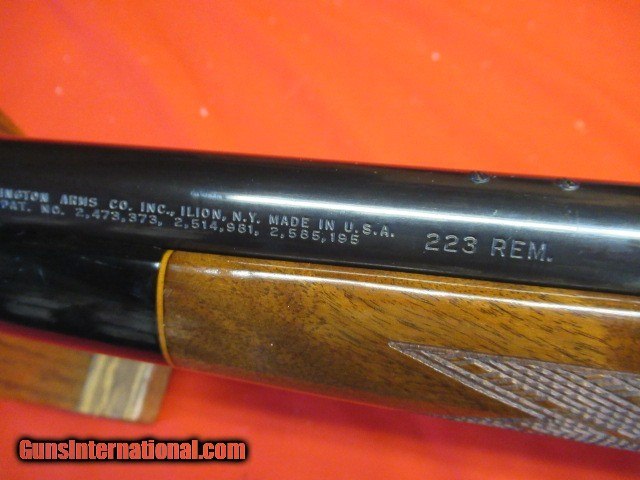 INGTON ARMS CO. INC., ILION, N.Y. MADE IN U.S.A.
PAT. NO. 2,473,373, 2,514,981, 2,585,195
223 REM.
GunsInternational.com